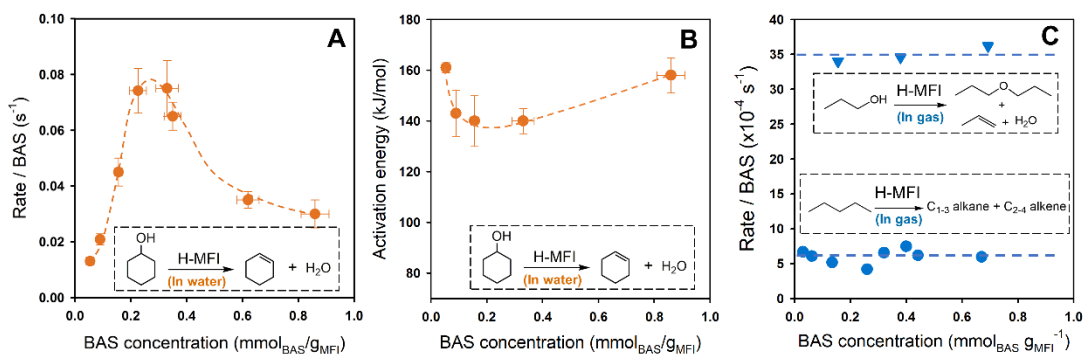 A
Rate / BAS (s⁻¹)
0.10
0.08
0.06
0.04
0.02
0.00
OH
H-MFI
(In water)
+ H₂O
0.0 0.2 0.4 0.6 0.8 1.0
BAS concentration (mmol_BAS/g_MFI)
B
Activation energy (kJ/mol)
180
160
140
120
100
80
OH
H-MFI
(In water)
+ H₂O
0.0 0.2 0.4 0.6 0.8 1.0
BAS concentration (mmol_BAS/g_MFI)
C
Rate / BAS (x10⁻⁴ s⁻¹)
40
35
30
25
20
15
10
5
0
OH
H-MFI
(In gas)
O
+
+ H₂O
H-MFI
(In gas)
C₁₋₃ alkane + C₂₋₄ alkene
0.0 0.2 0.4 0.6 0.8 1.0
BAS concentration (mmol_BAS g_MFI⁻¹)